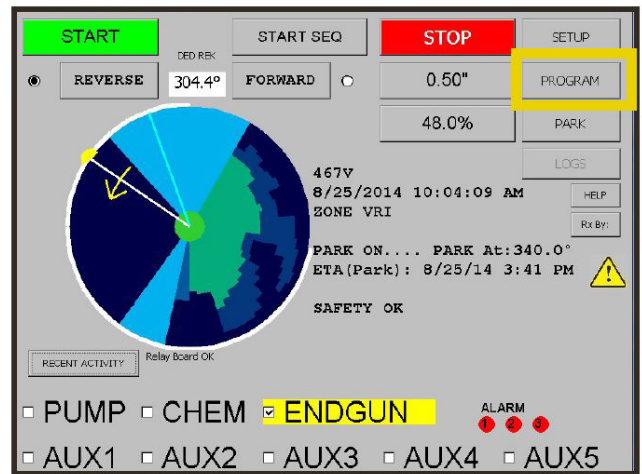 START START SEQ STOP SETUP
DED REK
REVERSE 304.4° FORWARD 0.50" PROGRAM
48.0% PARK
LOGS
467V
8/25/2014 10:04:09 AM HELP
ZONE VRI
Rx By:
PARK ON.... PARK At:340.0°
ETA(Park): 8/25/14 3:41 PM
SAFETY OK
RECENT ACTIVITY Relay Board OK
PUMP CHEM ENDGUN ALARM
1 2 3
AUX1 AUX2 AUX3 AUX4 AUX5